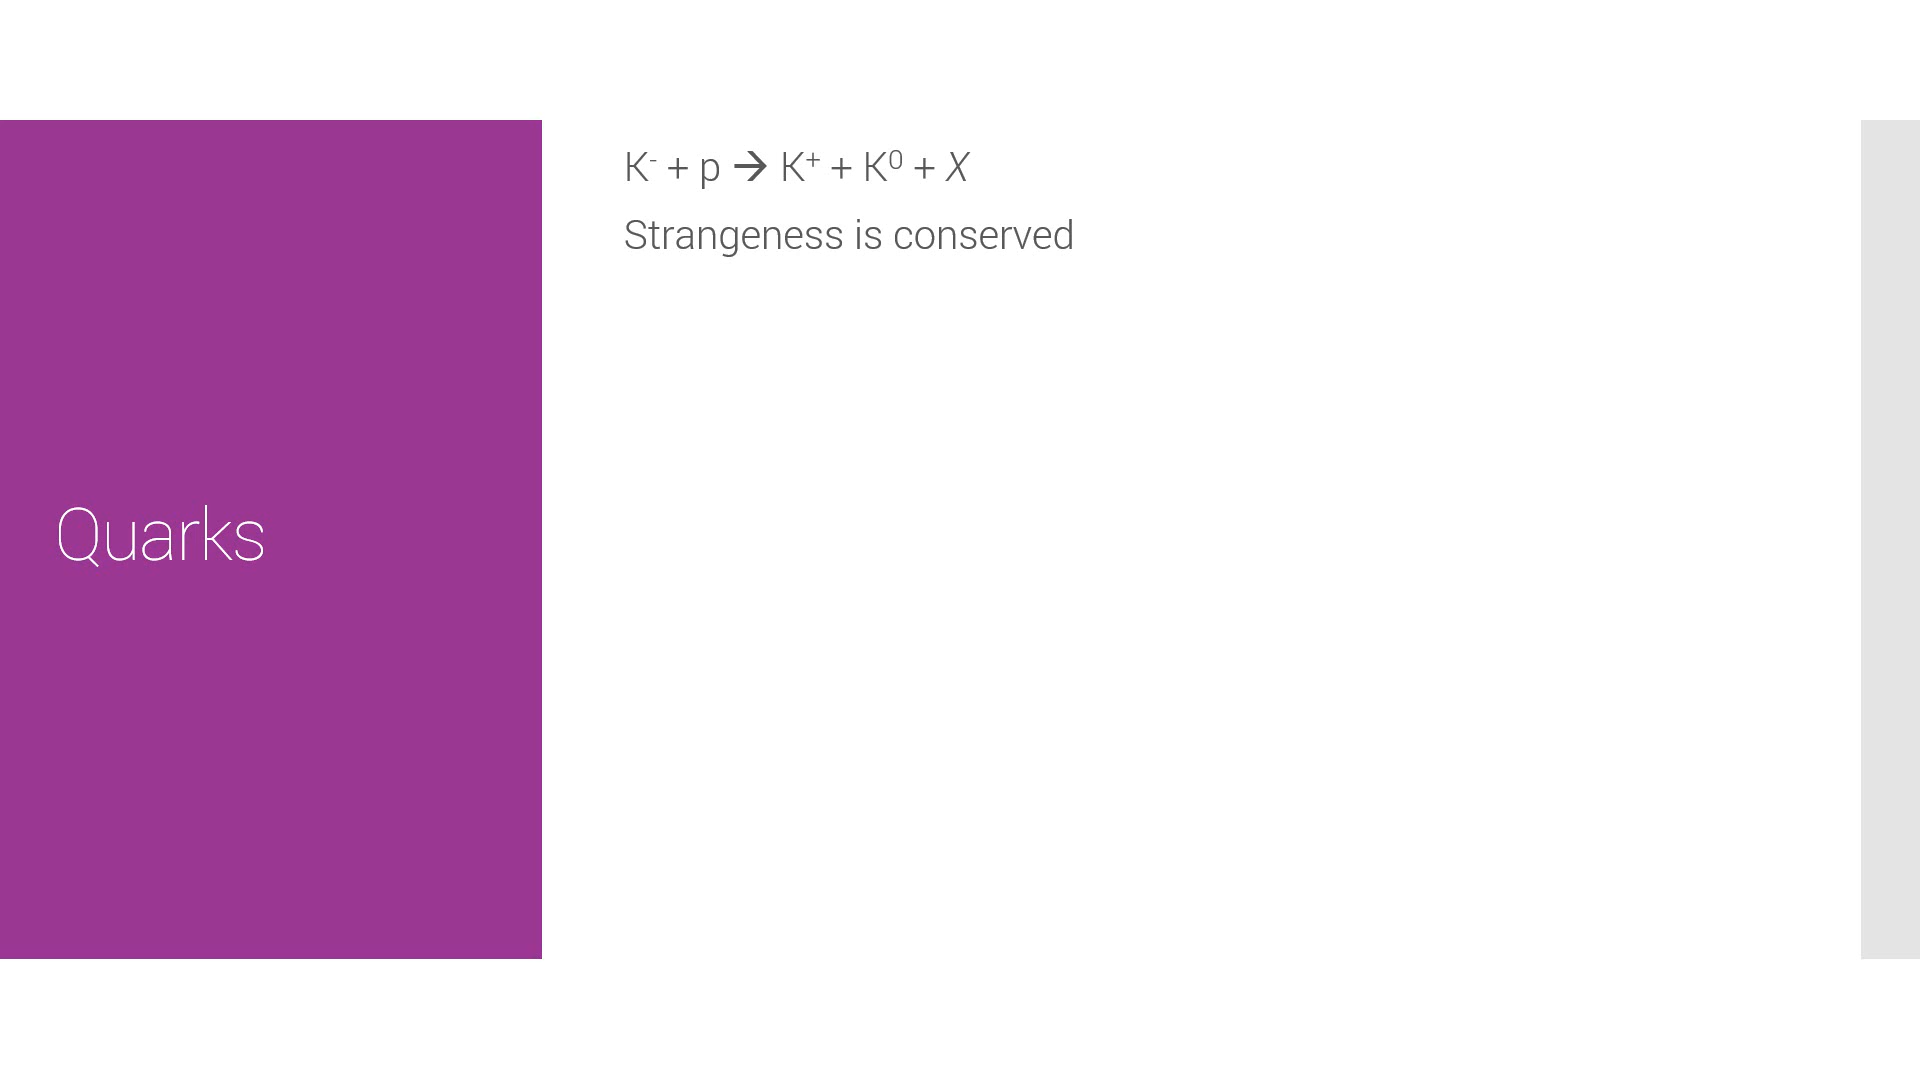 Quarks
K⁻ + p → K⁺ + K⁰ + X
Strangeness is conserved